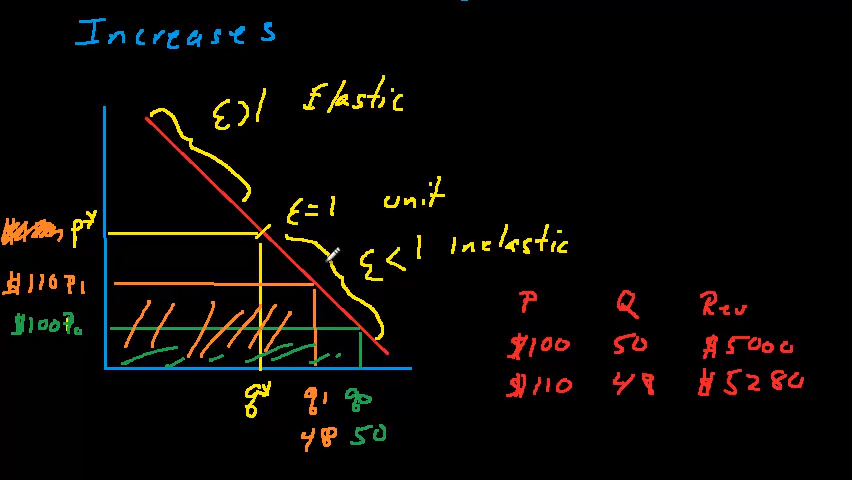 Increases
ε>1 Elastic
ε=1 unit
p*
ε<1 Inelastic
$110 P1
$100 P0
P Q Rev
$100 50 $5000
$110 48 $5280
q* q1 q0
48 50